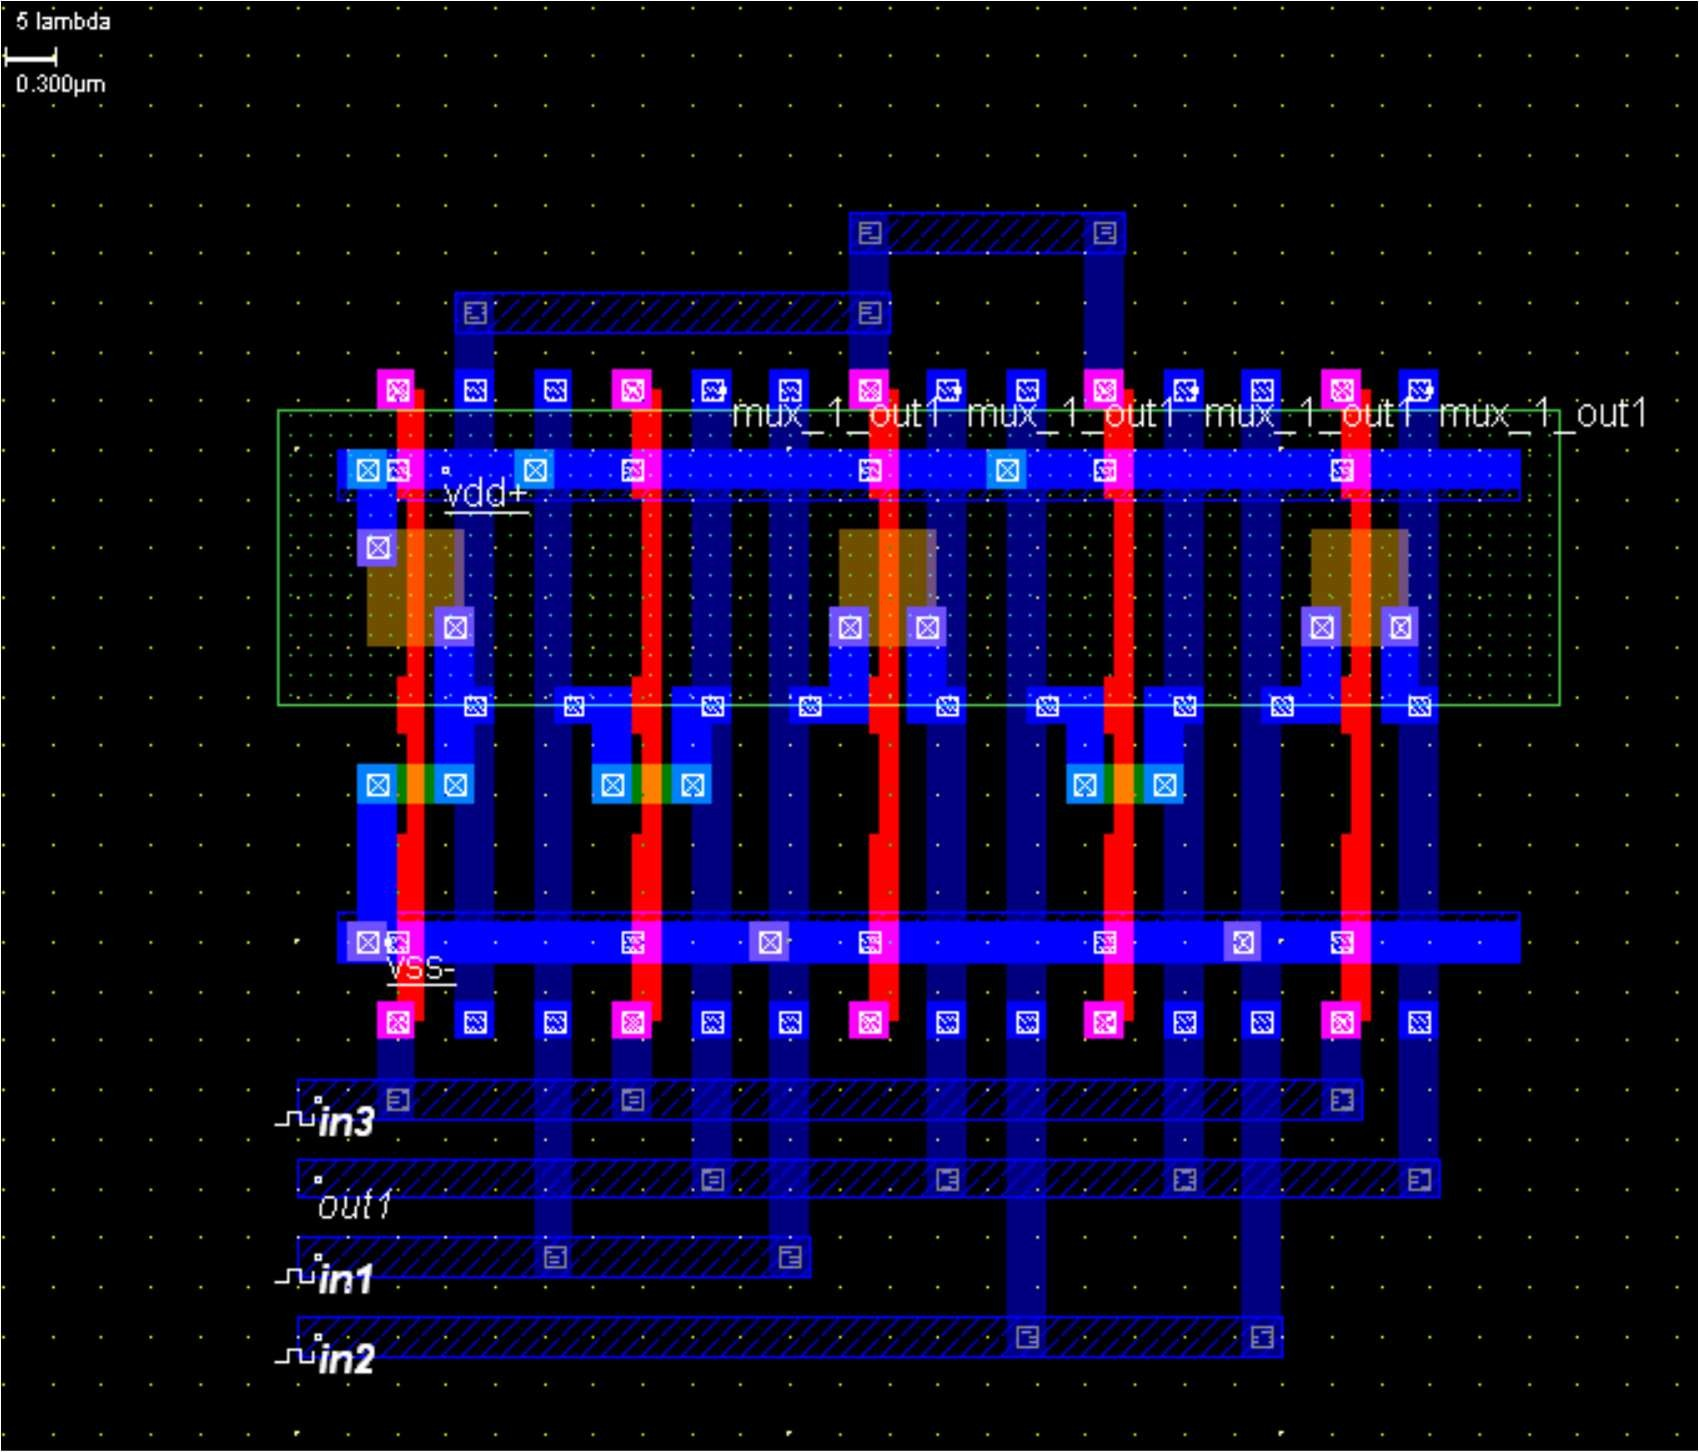 5 lambda
0.300µm
mux_1_out1 mux_1_out1 mux_1_out1 mux_1_out1
vdd+
vss-
in3
out1
in1
in2